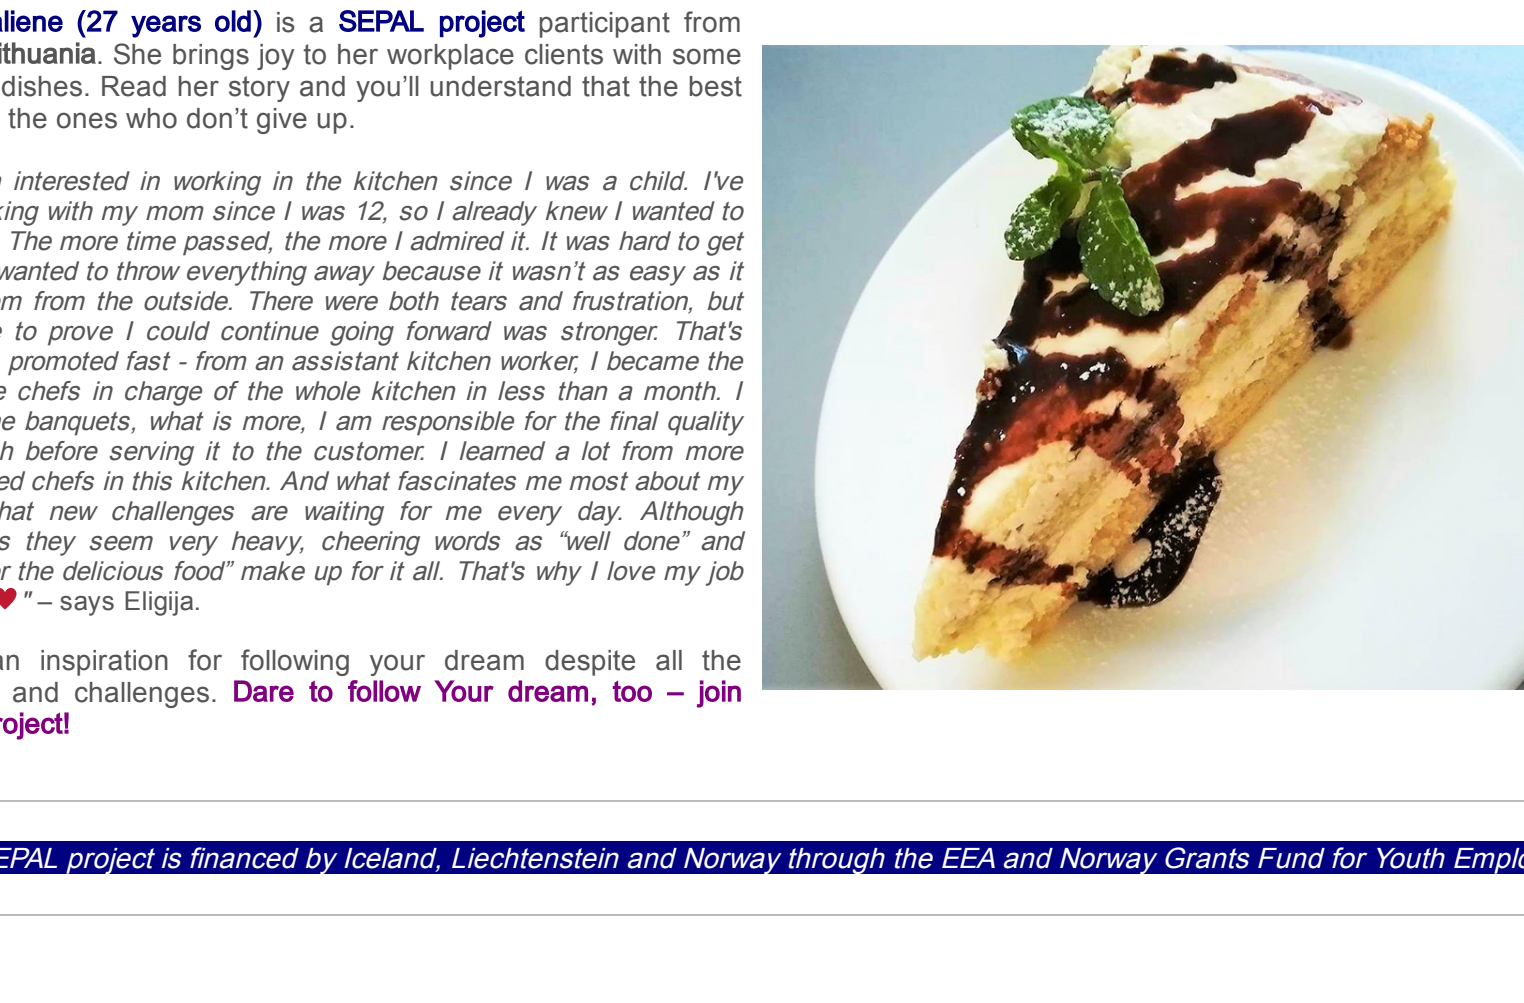 (27 years old) is a SEPAL project participant from
. She brings joy to her workplace clients with some
dishes. Read her story and you’ll understand that the best
the ones who don’t give up.
interested in working in the kitchen since I was a child. I've
with my mom since I was 12, so I already knew I wanted to
The more time passed, the more I admired it. It was hard to get
wanted to throw everything away because it wasn’t as easy as it
from the outside. There were both tears and frustration, but
to prove I could continue going forward was stronger. That's
promoted fast - from an assistant kitchen worker, I became the
chefs in charge of the whole kitchen in less than a month. I
banquets, what is more, I am responsible for the final quality
before serving it to the customer. I learned a lot from more
chefs in this kitchen. And what fascinates me most about my
new challenges are waiting for me every day. Although
they seem very heavy, cheering words as “well done” and
the delicious food” make up for it all. That's why I love my job
" – says Eligija.
inspiration for following your dream despite all the
and challenges. Dare to follow Your dream, too – join
project is financed by Iceland, Liechtenstein and Norway through the EEA and Norway Grants Fund for Youth